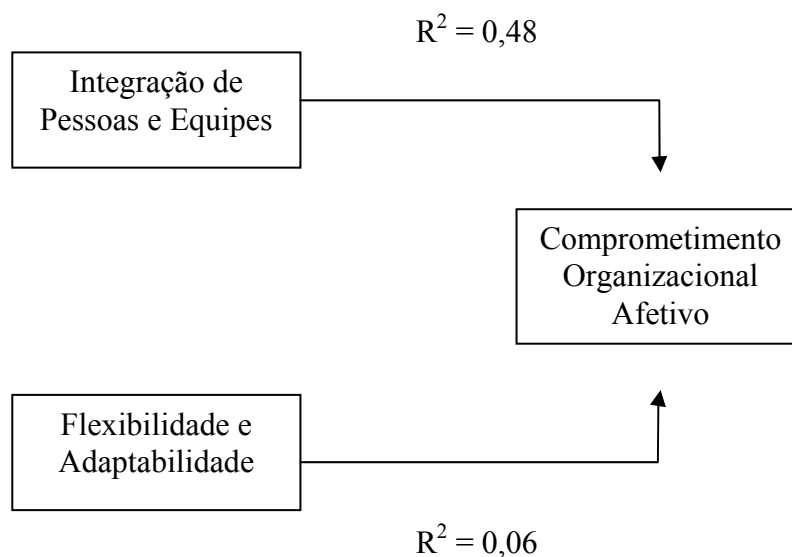 R² = 0,48
Integração de
Pessoas e Equipes
Comprometimento
Organizacional
Afetivo
Flexibilidade e
Adaptabilidade
R² = 0,06